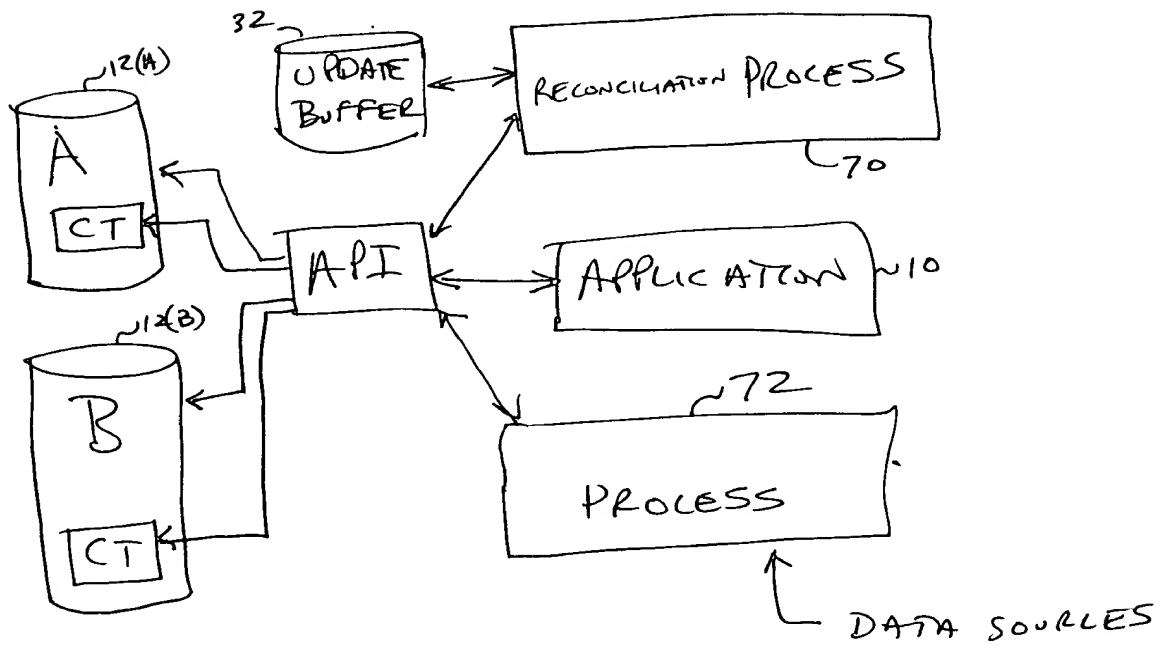 32
12(A)
UPDATE
BUFFER
RECONCILIATION PROCESS
70
A
CT
API
APPLICATION
10
12(B)
B
CT
72
PROCESS
DATA SOURCES